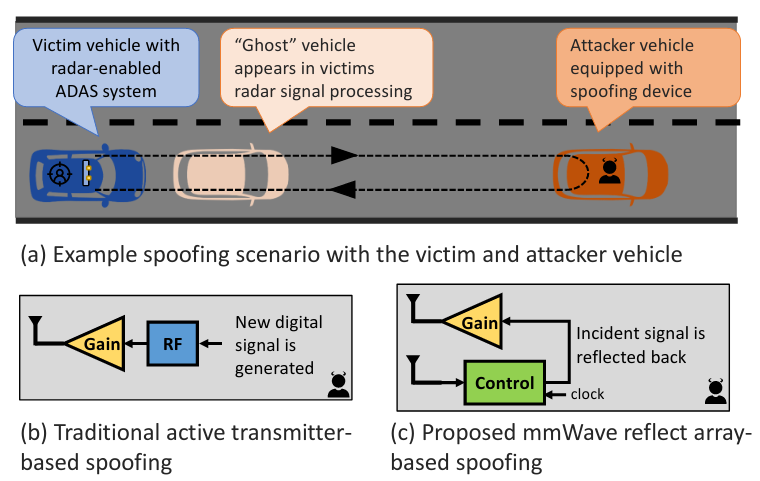 Victim vehicle with
radar-enabled
ADAS system
“Ghost” vehicle
appears in victims
radar signal processing
Attacker vehicle
equipped with
spoofing device
(a) Example spoofing scenario with the victim and attacker vehicle
Gain
RF
New digital
signal is
generated
(b) Traditional active transmitter-
based spoofing
Gain
Incident signal is
reflected back
Control
clock
(c) Proposed mmWave reflect array-
based spoofing